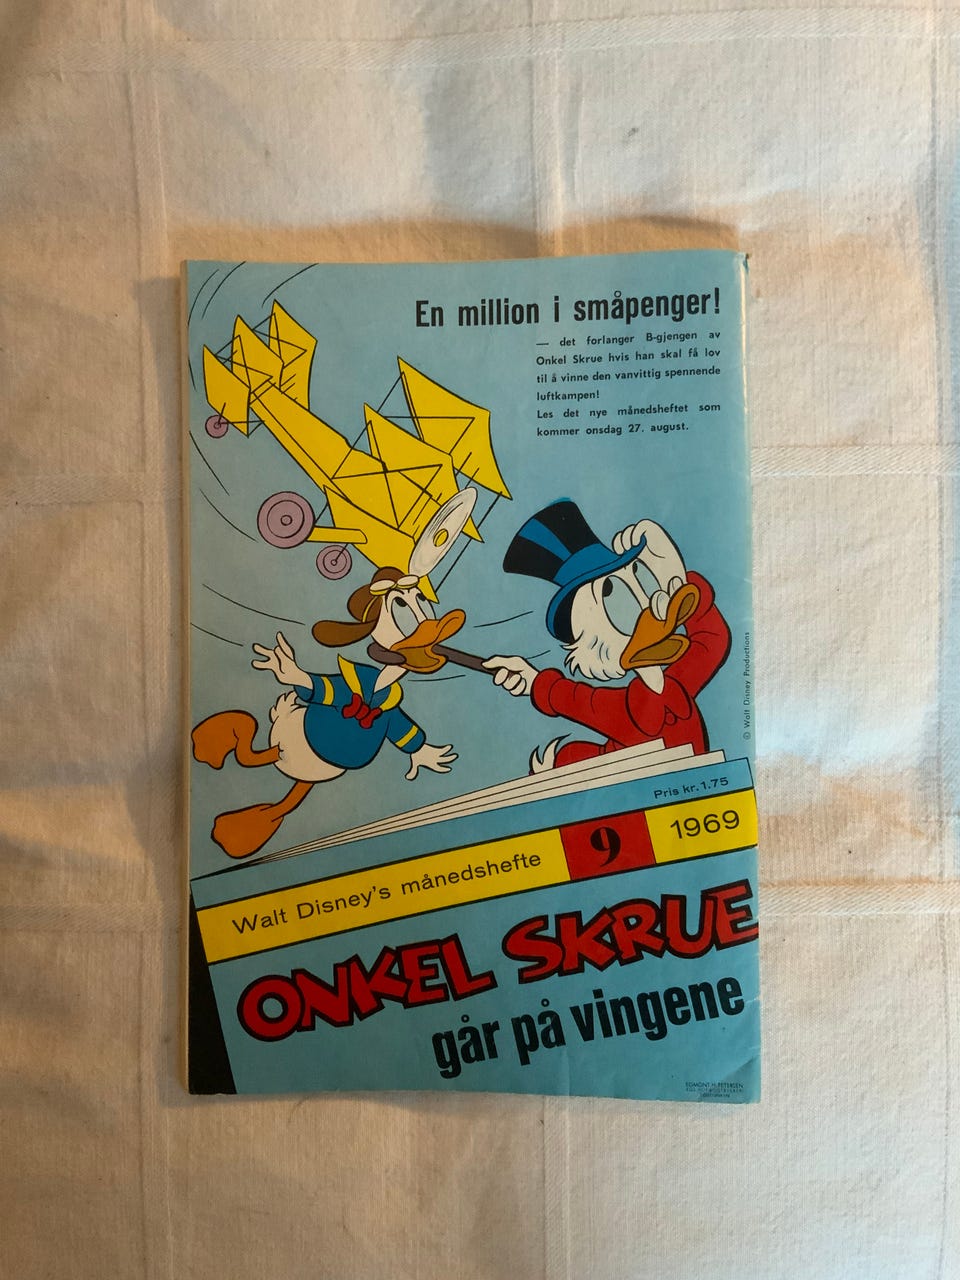 En million i småpenger!
— det forlanger B-gjengen av
Onkel Skrue hvis han skal få lov
til å vinne den vanvittig spennende
luftkampen!
Les det nye månedsheftet som
kommer onsdag 27. august.
© Walt Disney Productions
Pris kr. 1.75
Walt Disney's månedshefte 9 1969
ONKEL SKRUE
går på vingene
EGMONT H. PETERSEN